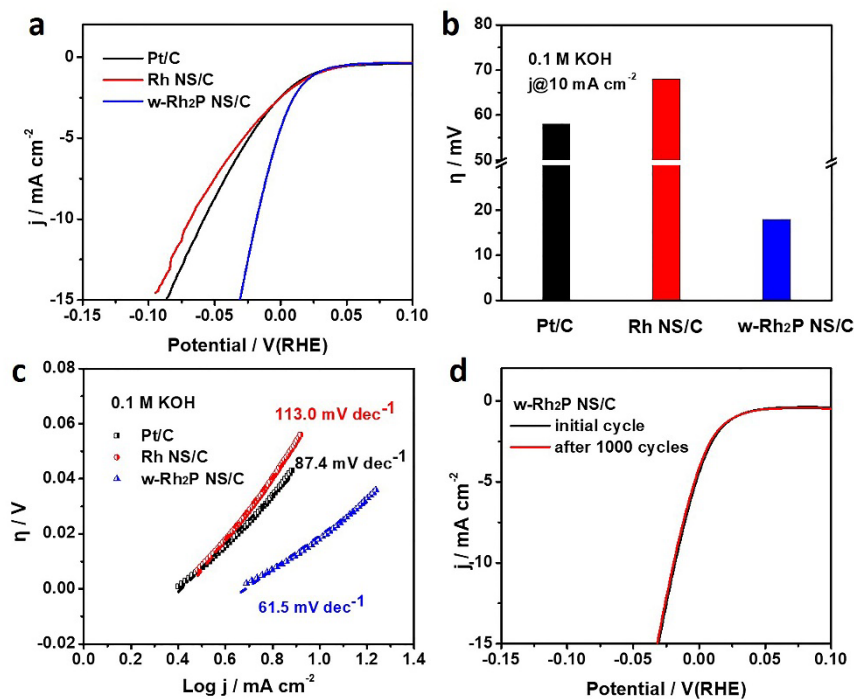 a
Pt/C
Rh NS/C
w-Rh₂P NS/C
0
-5
-10
-15
-0.15 -0.10 -0.05 0.00 0.05 0.10
j / mA cm⁻²
Potential / V(RHE)
b
0.1 M KOH
j@10 mA cm⁻²
80
70
60
50
40
20
0
η / mV
Pt/C Rh NS/C w-Rh₂P NS/C
c
0.1 M KOH
Pt/C
Rh NS/C
w-Rh₂P NS/C
113.0 mV dec⁻¹
87.4 mV dec⁻¹
61.5 mV dec⁻¹
0.08
0.06
0.04
0.02
0.00
-0.02
0.0 0.4 0.6 0.8 1.0 1.2 1.4
η / V
Log j / mA cm⁻²
d
w-Rh₂P NS/C
initial cycle
after 1000 cycles
0
-5
-10
-15
-0.15 -0.10 -0.05 0.00 0.05 0.10
j / mA cm⁻²
Potential / V(RHE)